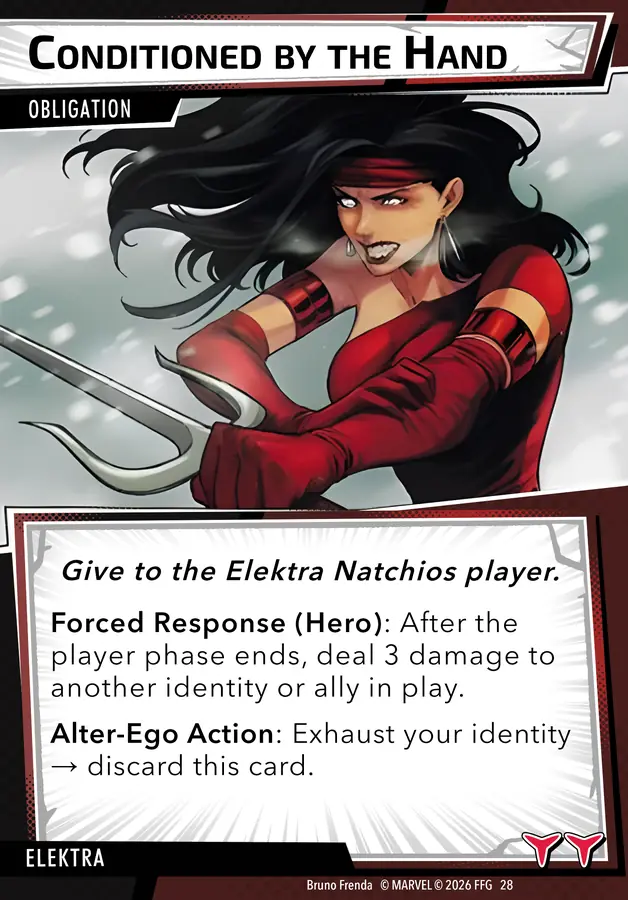 CONDITIONED BY THE HAND
OBLIGATION
Give to the Elektra Natchios player.
Forced Response (Hero): After the
player phase ends, deal 3 damage to
another identity or ally in play.
Alter-Ego Action: Exhaust your identity
→ discard this card.
ELEKTRA
Bruno Frenda © MARVEL © 2026 FFG 28